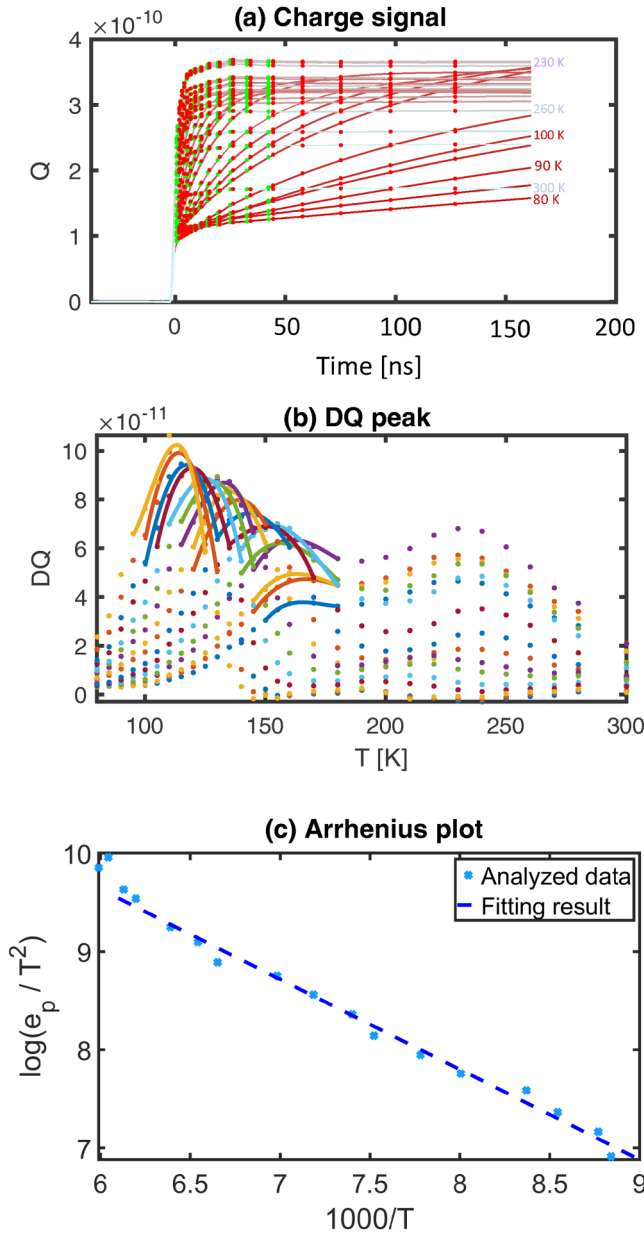 (a) Charge signal
×10⁻¹⁰
4
3
2
1
0
Q
230 K
260 K
100 K
90 K
300 K
80 K
0 50 100 150 200
Time [ns]
(b) DQ peak
×10⁻¹¹
10
8
6
4
2
0
DQ
100 150 200 250 300
T [K]
(c) Arrhenius plot
10
9
8
7
log(e_p / T²)
Analyzed data
Fitting result
6 6.5 7 7.5 8 8.5 9
1000/T